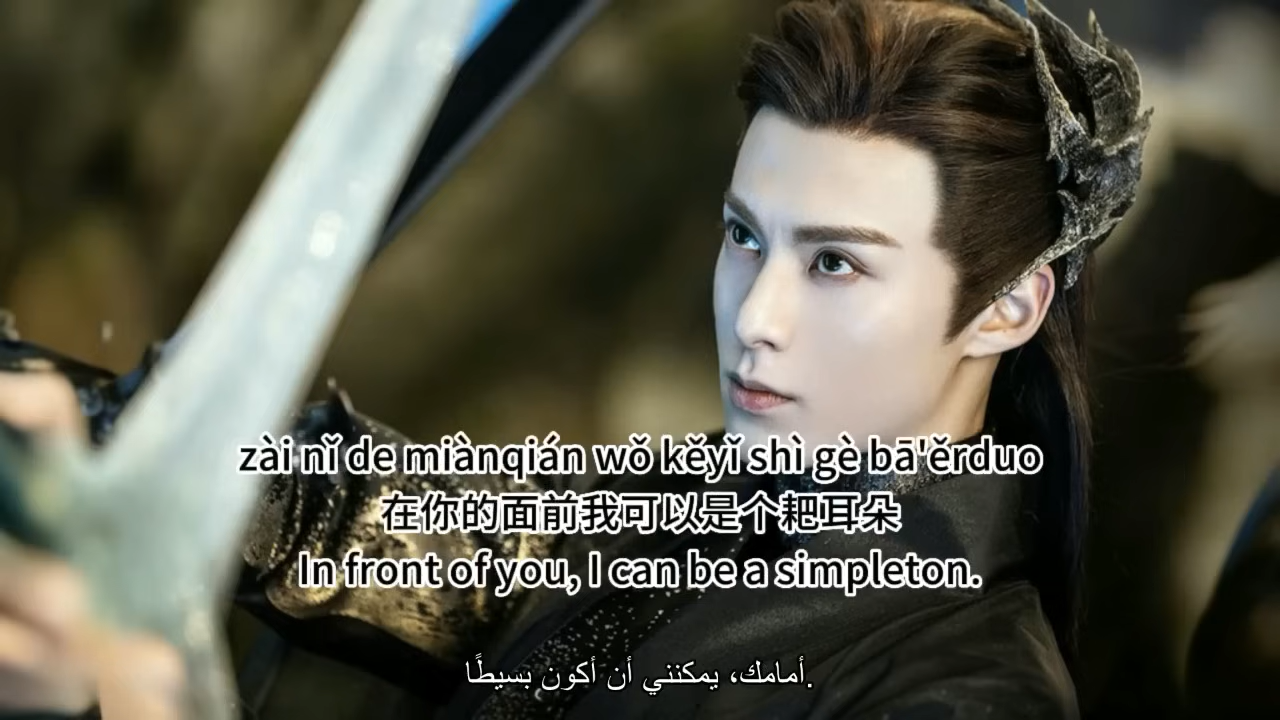 zài nǐ de miànqián wǒ kěyǐ shì gè bā'ěrduo
在你的面前我可以是个耙耳朵
In front of you, I can be a simpleton.
أمامك، يمكنني أن أكون بسيطًا.